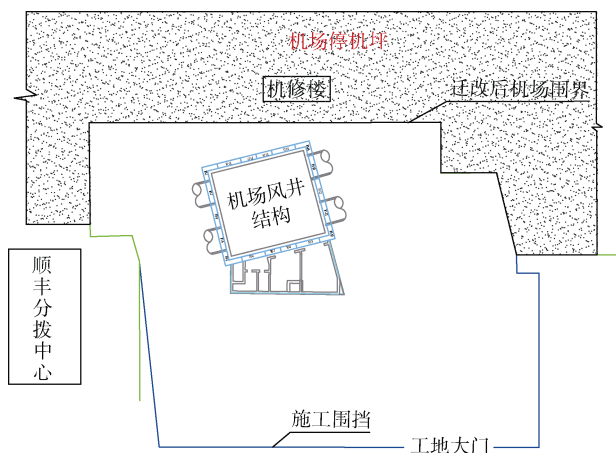 机场停机坪
机修楼
迁改后机场围界
机场风井
结构
顺丰分拨中心
施工围挡
工地大门